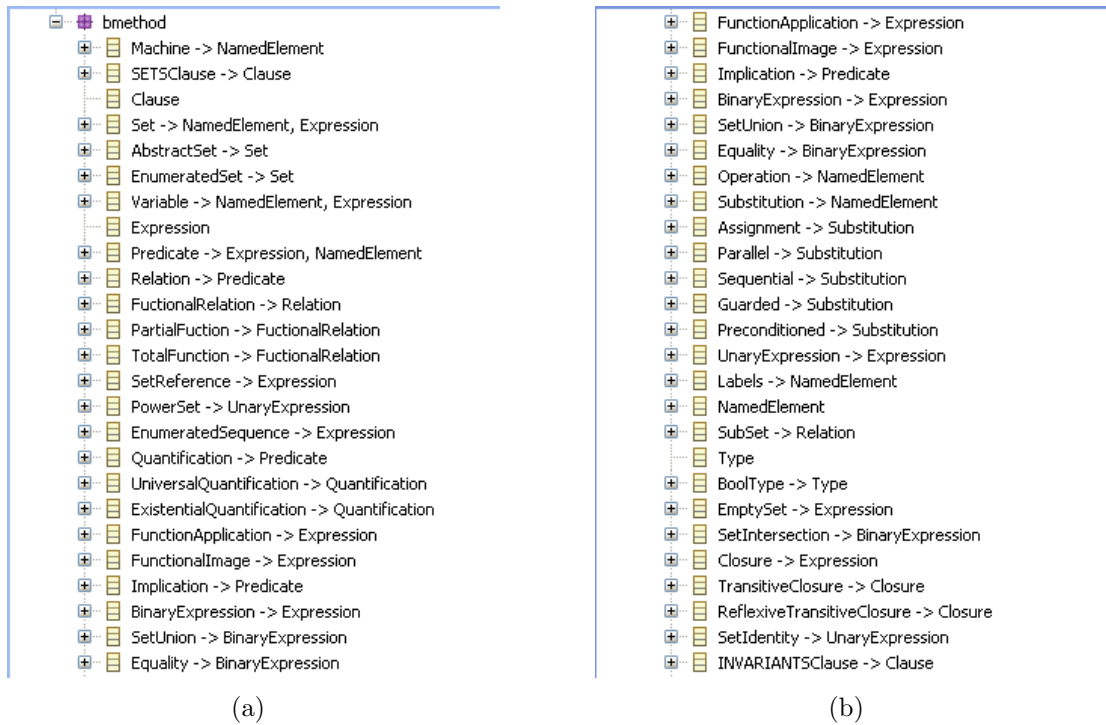 bmethod
Machine -> NamedElement
SETSClause -> Clause
Clause
Set -> NamedElement, Expression
AbstractSet -> Set
EnumeratedSet -> Set
Variable -> NamedElement, Expression
Expression
Predicate -> Expression, NamedElement
Relation -> Predicate
FuctionalRelation -> Relation
PartialFuction -> FuctionalRelation
TotalFunction -> FuctionalRelation
SetReference -> Expression
PowerSet -> UnaryExpression
EnumeratedSequence -> Expression
Quantification -> Predicate
UniversalQuantification -> Quantification
ExistentialQuantification -> Quantification
FunctionApplication -> Expression
FunctionalImage -> Expression
Implication -> Predicate
BinaryExpression -> Expression
SetUnion -> BinaryExpression
Equality -> BinaryExpression
(a)
FunctionApplication -> Expression
FunctionalImage -> Expression
Implication -> Predicate
BinaryExpression -> Expression
SetUnion -> BinaryExpression
Equality -> BinaryExpression
Operation -> NamedElement
Substitution -> NamedElement
Assignment -> Substitution
Parallel -> Substitution
Sequential -> Substitution
Guarded -> Substitution
Preconditioned -> Substitution
UnaryExpression -> Expression
Labels -> NamedElement
NamedElement
SubSet -> Relation
Type
BoolType -> Type
EmptySet -> Expression
SetIntersection -> BinaryExpression
Closure -> Expression
TransitiveClosure -> Closure
ReflexiveTransitiveClosure -> Closure
SetIdentity -> UnaryExpression
INVARIANTSClause -> Clause
(b)